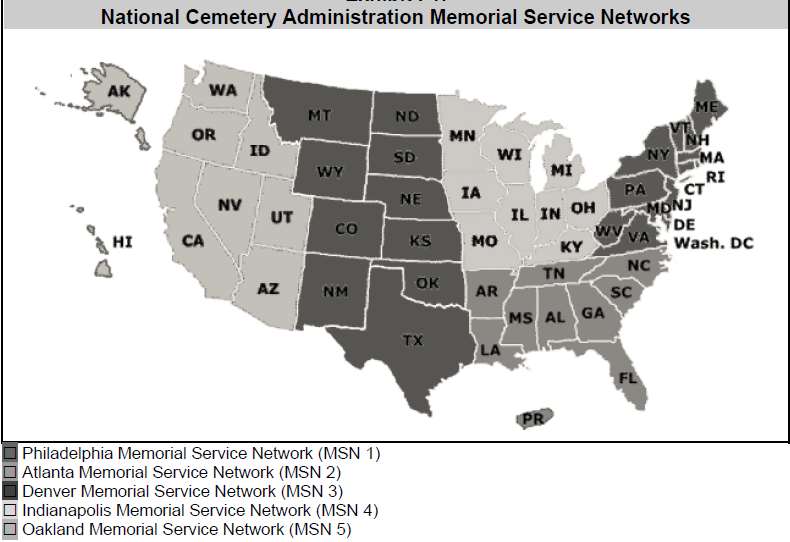 National Cemetery Administration Memorial Service Networks
AK
WA
MT
ND
ME
OR
ID
MN
VT
NH
SD
WI
NY
MA
WY
MI
RI
NE
IA
PA
CT
NV
UT
IL
IN
OH
MD
NJ
CO
KS
MO
WV
VA
DE
HI
CA
KY
Wash. DC
AZ
NM
OK
AR
TN
NC
SC
MS
AL
GA
TX
LA
FL
PR
Philadelphia Memorial Service Network (MSN 1)
Atlanta Memorial Service Network (MSN 2)
Denver Memorial Service Network (MSN 3)
Indianapolis Memorial Service Network (MSN 4)
Oakland Memorial Service Network (MSN 5)